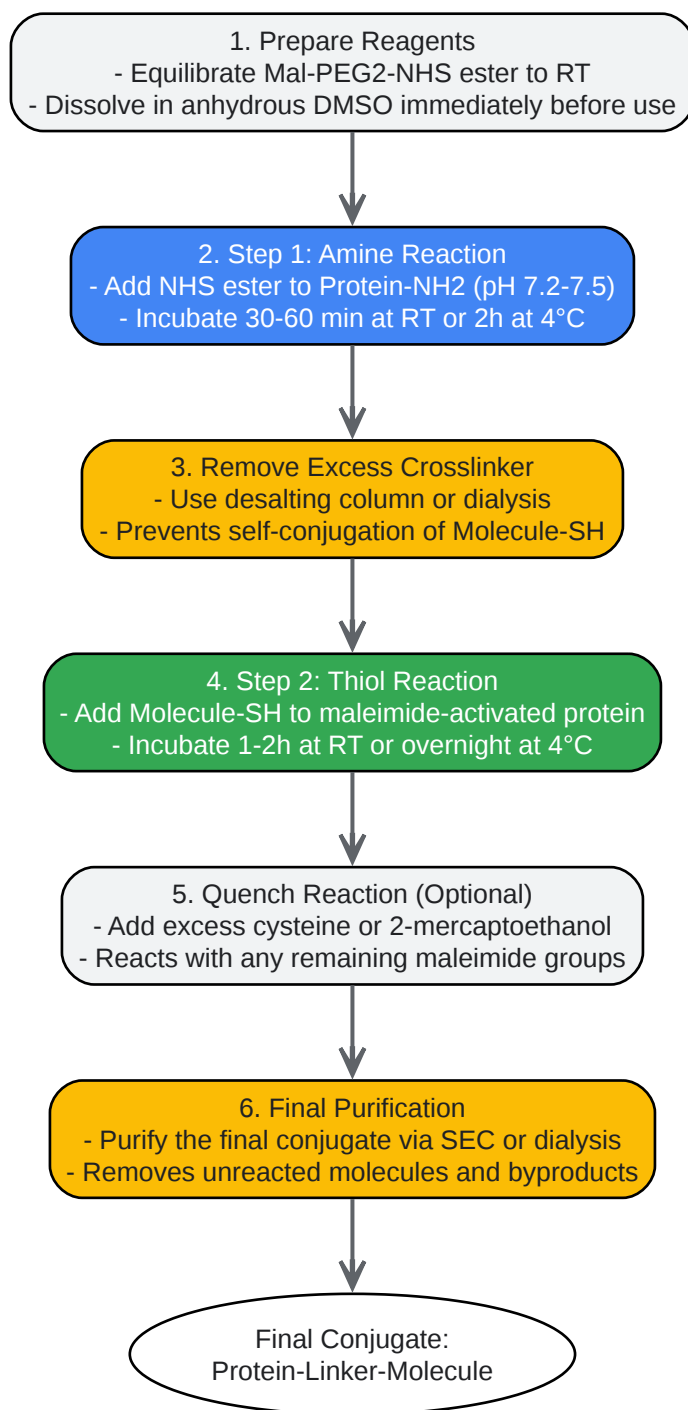 1. Prepare Reagents
- Equilibrate Mal-PEG2-NHS ester to RT
- Dissolve in anhydrous DMSO immediately before use
2. Step 1: Amine Reaction
- Add NHS ester to Protein-NH2 (pH 7.2-7.5)
- Incubate 30-60 min at RT or 2h at 4°C
3. Remove Excess Crosslinker
- Use desalting column or dialysis
- Prevents self-conjugation of Molecule-SH
4. Step 2: Thiol Reaction
- Add Molecule-SH to maleimide-activated protein
- Incubate 1-2h at RT or overnight at 4°C
5. Quench Reaction (Optional)
- Add excess cysteine or 2-mercaptoethanol
- Reacts with any remaining maleimide groups
6. Final Purification
- Purify the final conjugate via SEC or dialysis
- Removes unreacted molecules and byproducts
Final Conjugate:
Protein-Linker-Molecule